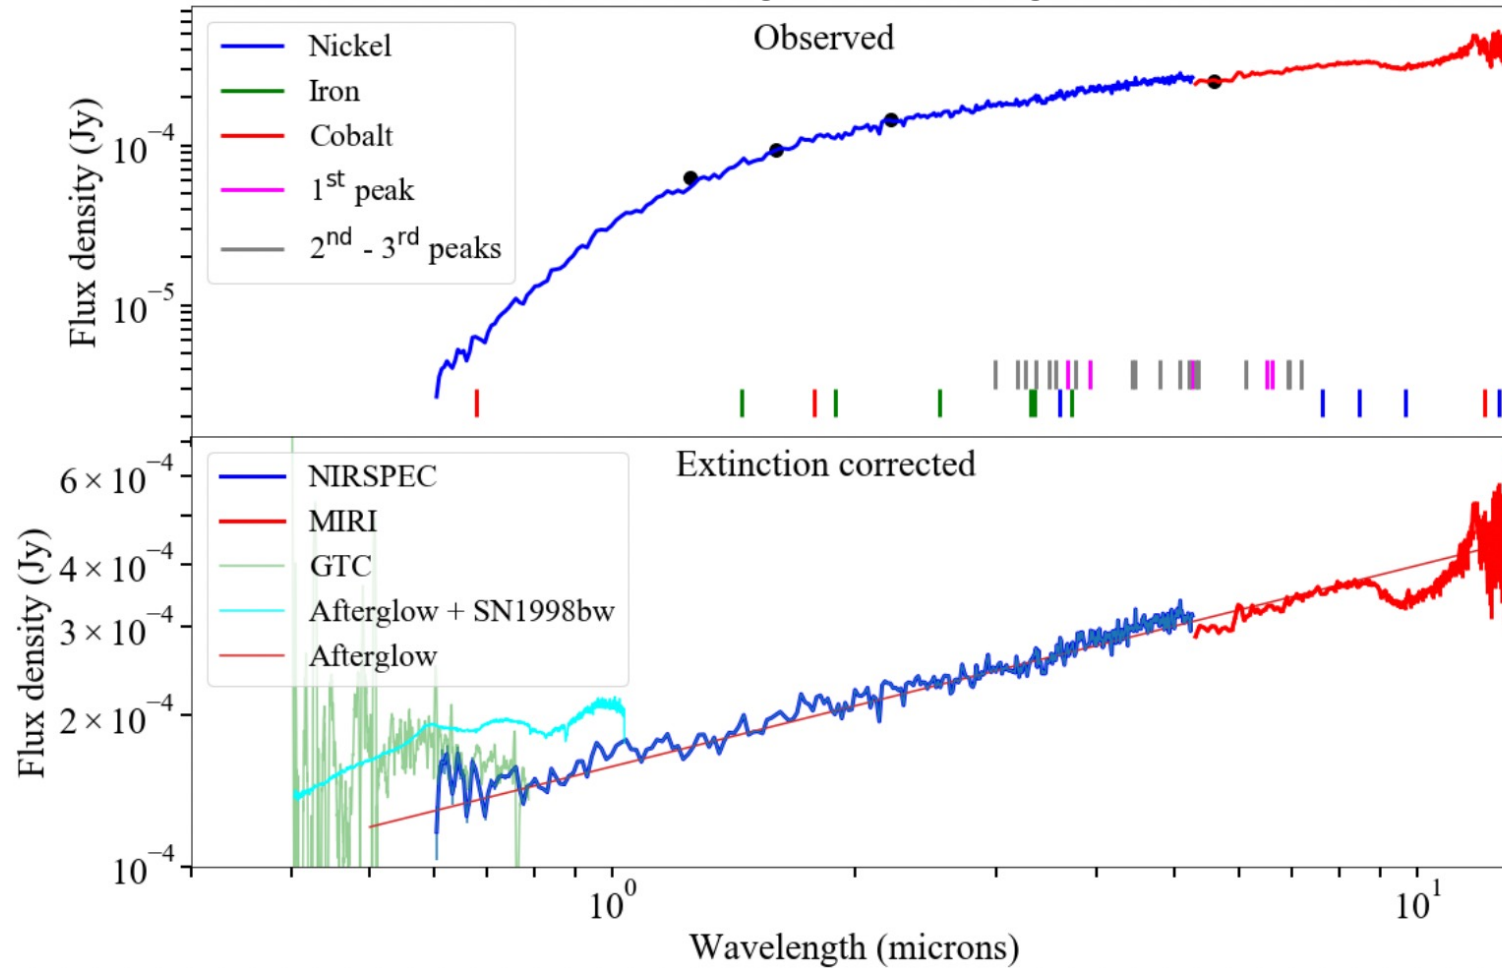 Observed
Nickel
Iron
Cobalt
1st peak
2nd - 3rd peaks
Flux density (Jy)
10−4
10−5
Extinction corrected
NIRSPEC
MIRI
GTC
Afterglow + SN1998bw
Afterglow
Flux density (Jy)
6 × 10−4
4 × 10−4
3 × 10−4
2 × 10−4
10−4
100
101
Wavelength (microns)